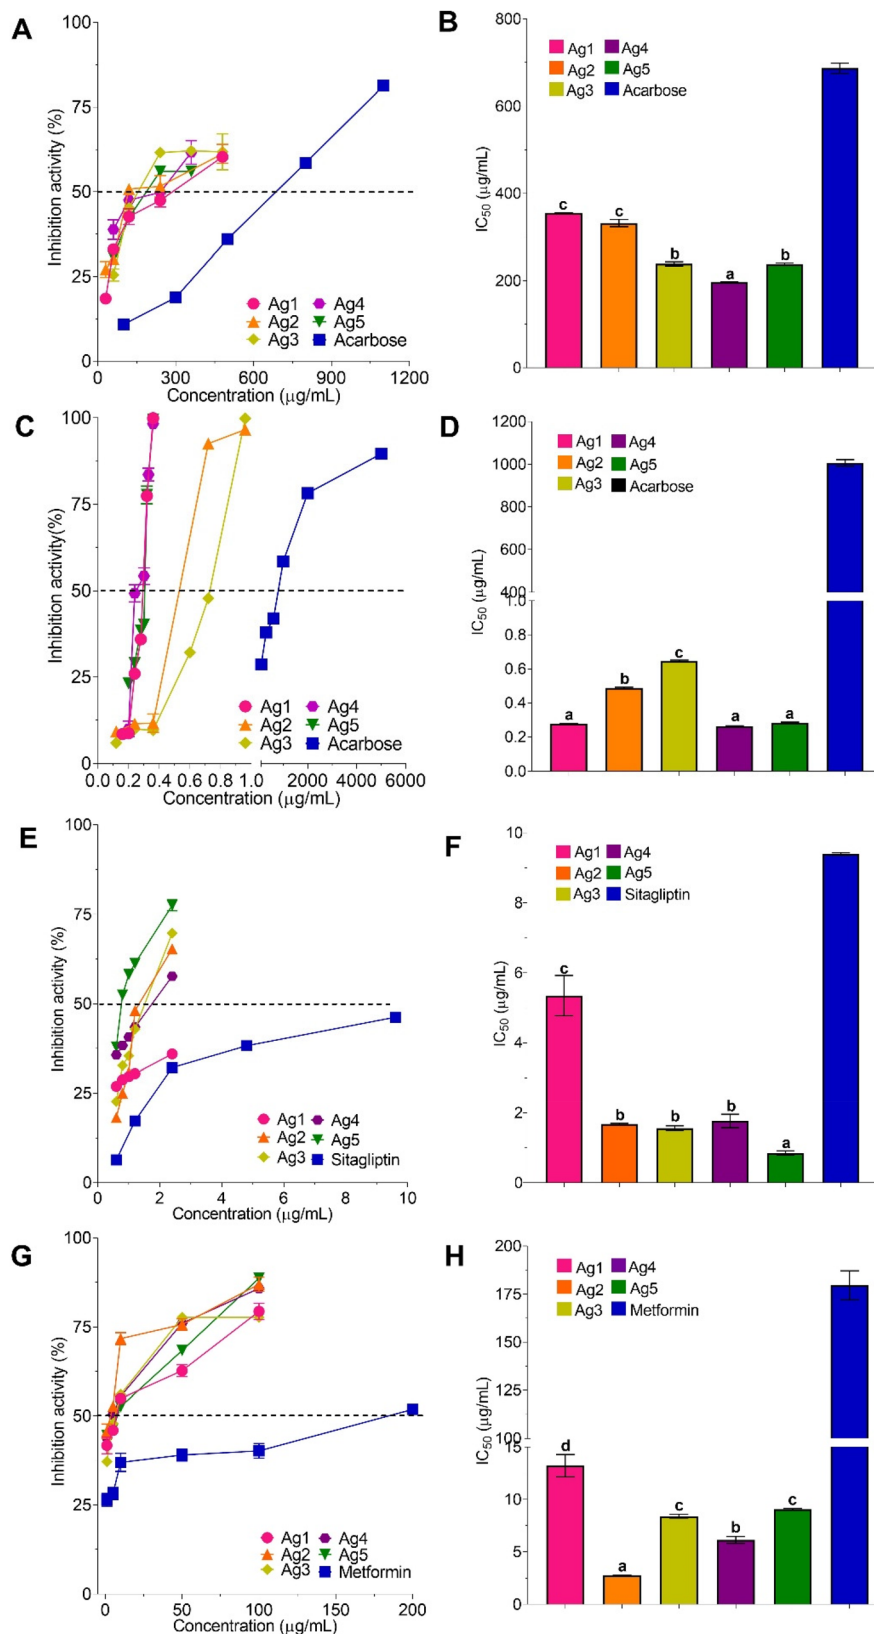 A
Inhibition activity (%)
100
75
50
25
0
0 300 600 900 1200
Concentration (μg/mL)
Ag1 Ag4
Ag2 Ag5
Ag3 Acarbose
B
IC50 (μg/mL)
800
600
400
200
0
Ag1 Ag4
Ag2 Ag5
Ag3 Acarbose
c c b a b
C
Inhibition activity(%)
100
75
50
25
0
0.0 0.2 0.4 0.6 0.8 1.0 2000 4000 6000
Concentration (μg/mL)
Ag1 Ag4
Ag2 Ag5
Ag3 Acarbose
D
IC50 (μg/mL)
1200
1000
800
600
400
1.0
0.8
0.6
0.4
0.2
0.0
Ag1 Ag4
Ag2 Ag5
Ag3 Acarbose
a b c a a
E
Inhibition activity (%)
100
75
50
25
0
0 2 4 6 8 10
Concentration (μg/mL)
Ag1 Ag4
Ag2 Ag5
Ag3 Sitagliptin
F
IC50 (μg/mL)
10
8
6
4
2
0
Ag1 Ag4
Ag2 Ag5
Ag3 Sitagliptin
c b b b a
G
Inhibition activity (%)
100
75
50
25
0
0 50 100 150 200
Concentration (μg/mL)
Ag1 Ag4
Ag2 Ag5
Ag3 Metformin
H
IC50 (μg/mL)
200
175
150
125
100
15
10
5
0
Ag1 Ag4
Ag2 Ag5
Ag3 Metformin
d a c b c